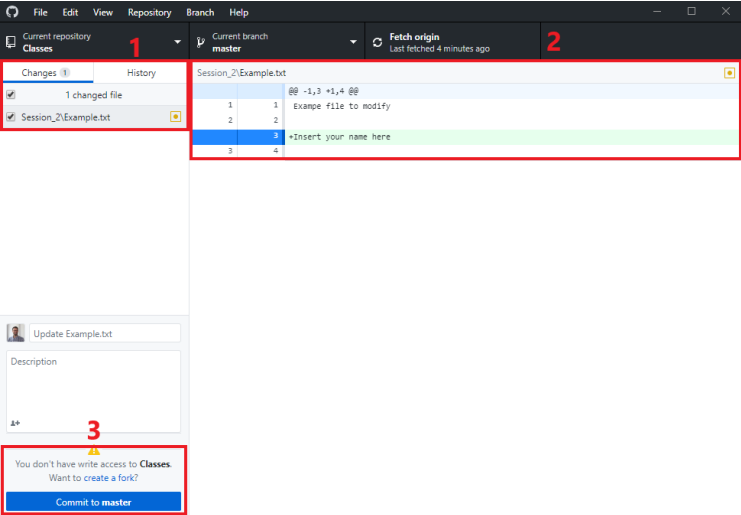 File Edit View Repository Branch Help
Current repository
Classes
1
Current branch
master
Fetch origin
Last fetched 4 minutes ago
2
Changes 1 History
1 changed file
Session_2\Example.txt
Session_2\Example.txt
@@ -1,3 +1,4 @@
1 1 Exampe file to modify
2 2
3 +Insert your name here
3 4
Update Example.txt
Description
3
You don't have write access to Classes.
Want to create a fork?
Commit to master